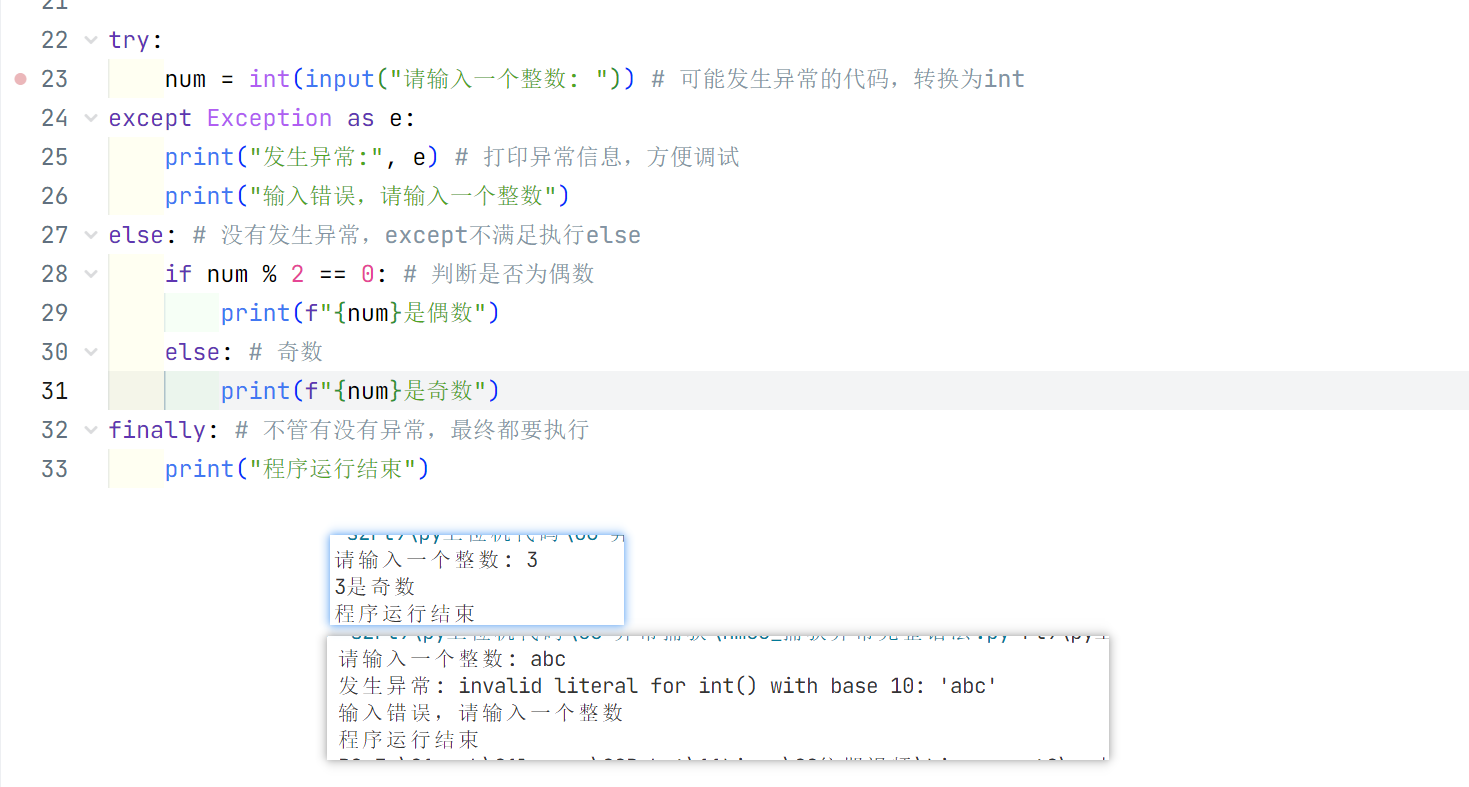 21
22 try:
23 num = int(input("请输入一个整数: ")) # 可能发生异常的代码，转换为int
24 except Exception as e:
25 print("发生异常:", e) # 打印异常信息，方便调试
26 print("输入错误，请输入一个整数")
27 else: # 没有发生异常，except不满足执行else
28 if num % 2 == 0: # 判断是否为偶数
29 print(f"{num}是偶数")
30 else: # 奇数
31 print(f"{num}是奇数")
32 finally: # 不管有没有异常，最终都要执行
33 print("程序运行结束")
请输入一个整数: 3
3是奇数
程序运行结束
请输入一个整数: abc
发生异常: invalid literal for int() with base 10: 'abc'
输入错误，请输入一个整数
程序运行结束